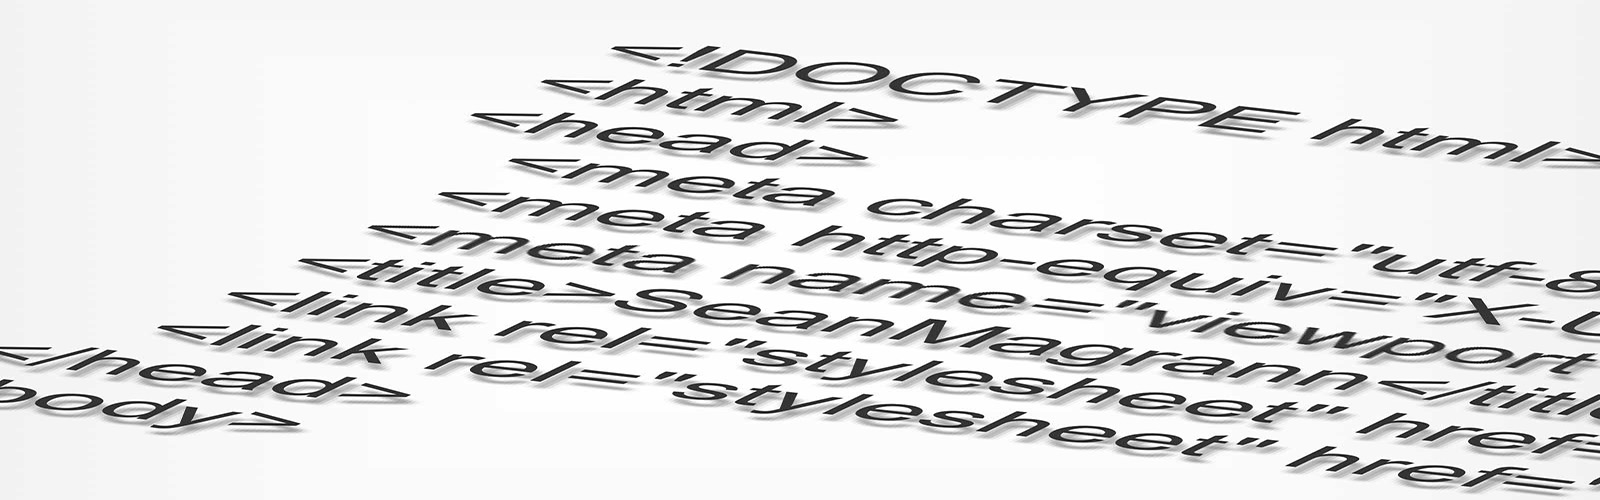 <!DOCTYPE html>
<html>
<head>
<meta charset="utf-8
<meta http-equiv="X-U
<meta name="viewport
<title>SeanMagrann</title
<link rel="stylesheet" href=
<link rel="stylesheet" href="
</head>
body>